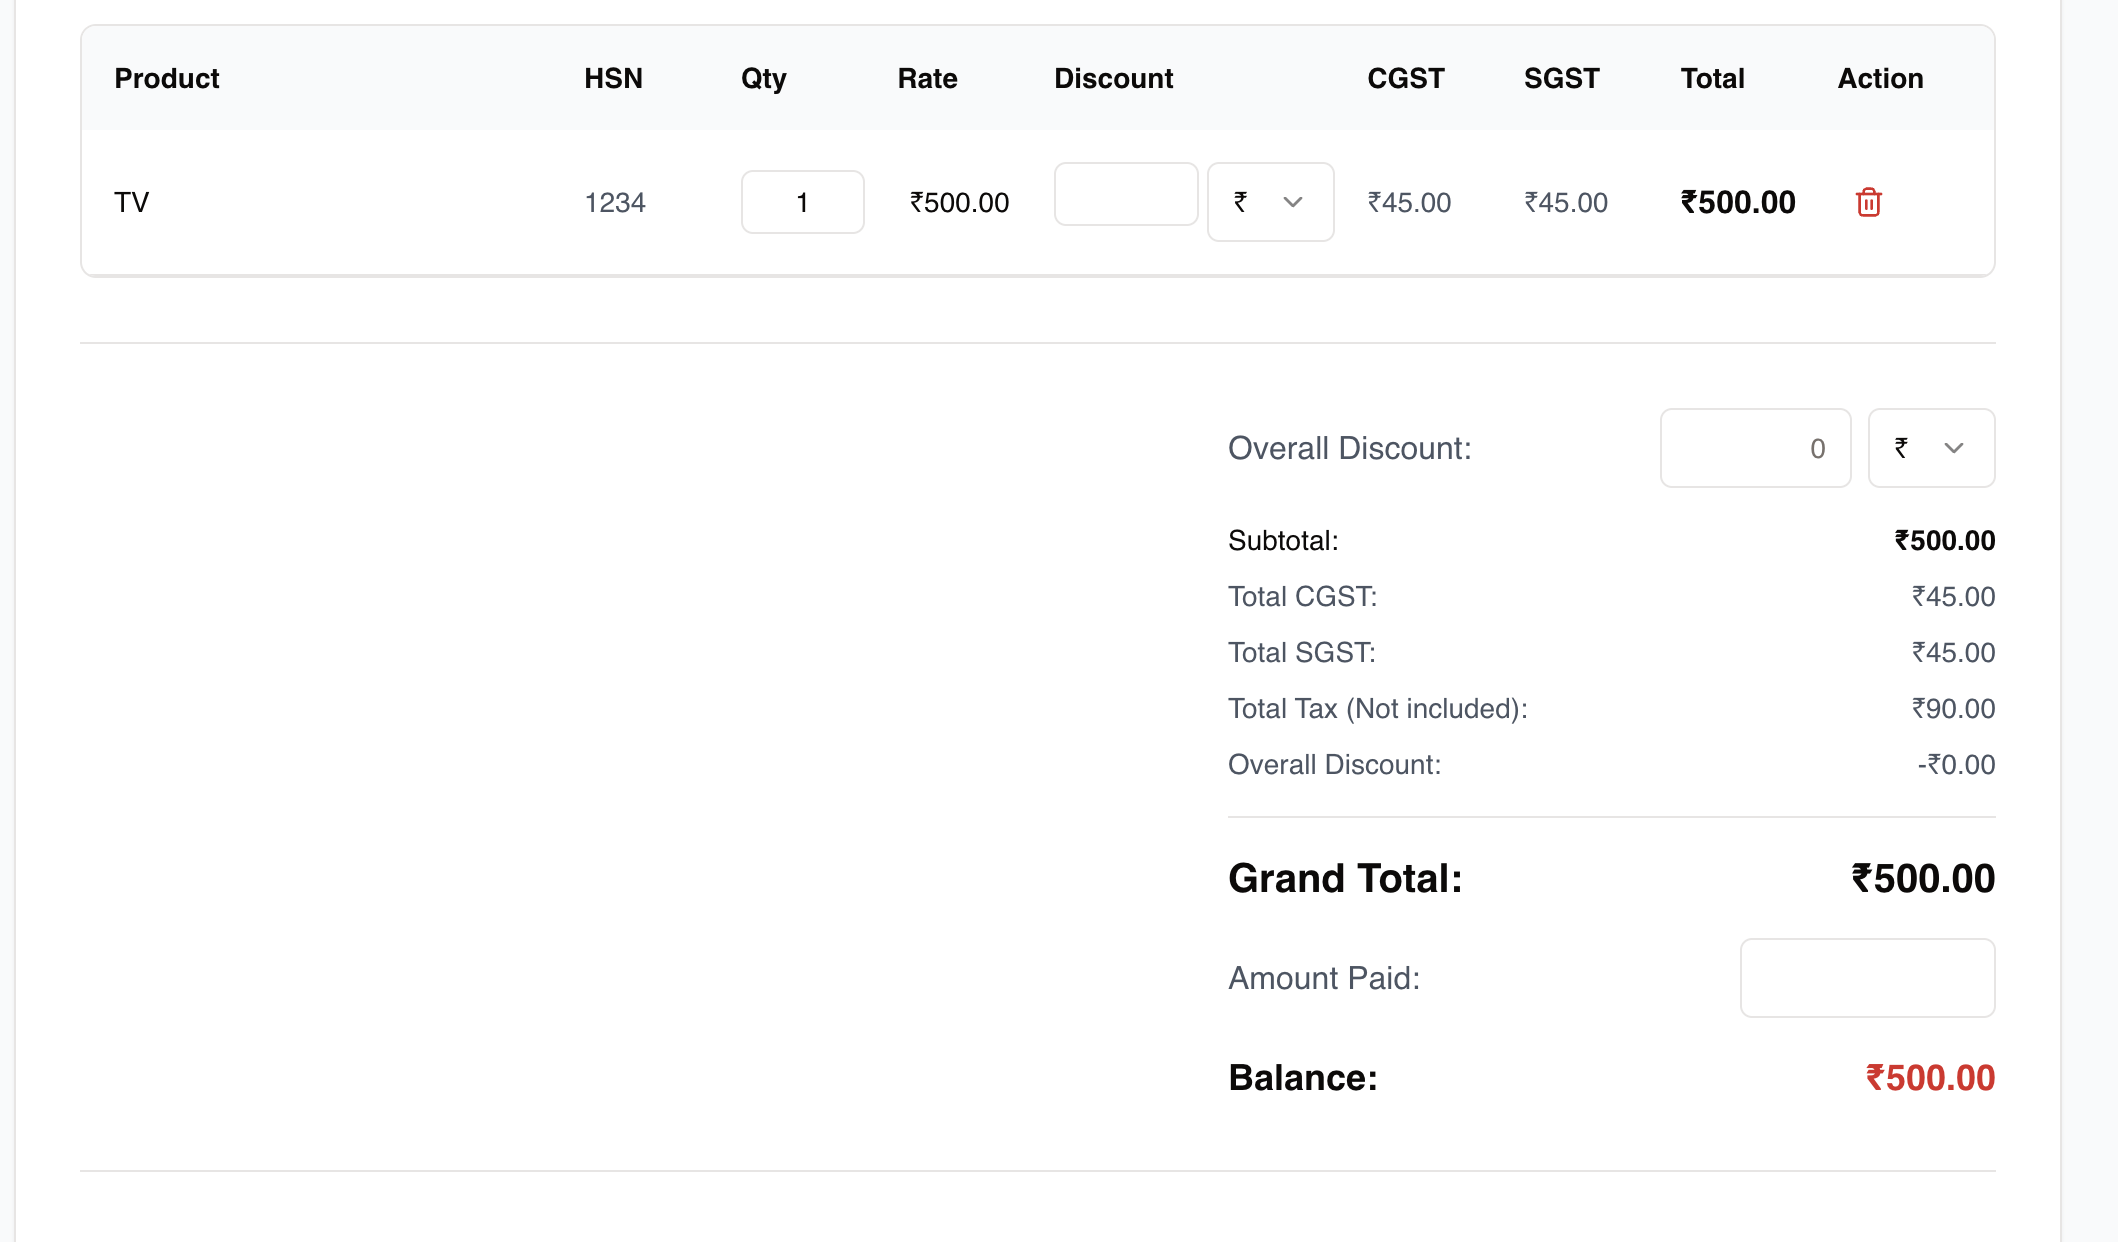 Product HSN Qty Rate Discount CGST SGST Total Action
TV 1234 1 ₹500.00 ₹ ₹45.00 ₹45.00 ₹500.00
Overall Discount: 0 ₹
Subtotal: ₹500.00
Total CGST: ₹45.00
Total SGST: ₹45.00
Total Tax (Not included): ₹90.00
Overall Discount: -₹0.00
Grand Total: ₹500.00
Amount Paid:
Balance: ₹500.00